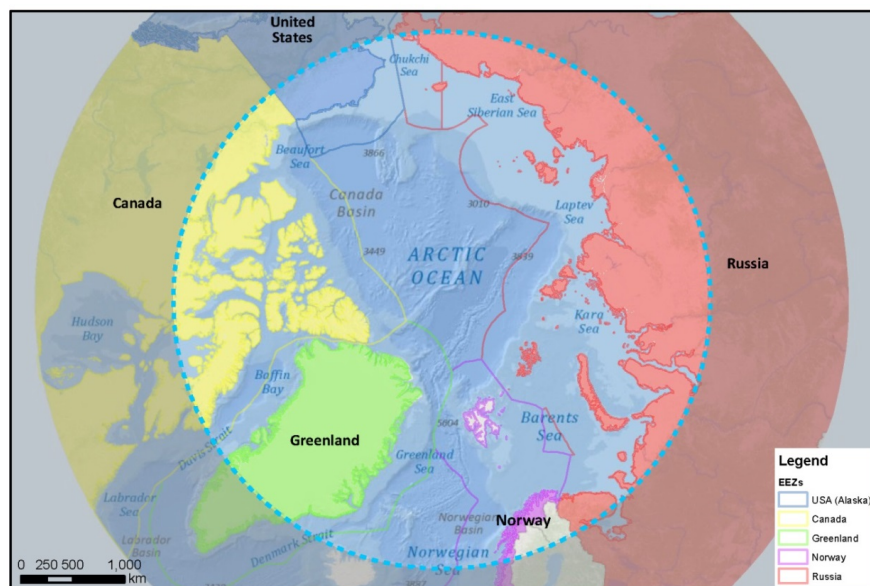 United
States
Chukchi
Sea
East
Siberian Sea
Beaufort
Sea
3866
Canada
Canada
Basin
3010
Laptev
Sea
ARCTIC
OCEAN
3449
3849
Russia
Hudson
Bay
Kara
Sea
Baffin
Bay
Greenland
5804
Barents
Sea
Davis Strait
Greenland
Sea
Labrador
Sea
Labrador
Basin
Denmark Strait
Norwegian
Basin
Norway
Norwegian
Sea
Legend
EEZs
USA (Alaska)
Canada
Greenland
Norway
Russia
0 250 500 1,000
km